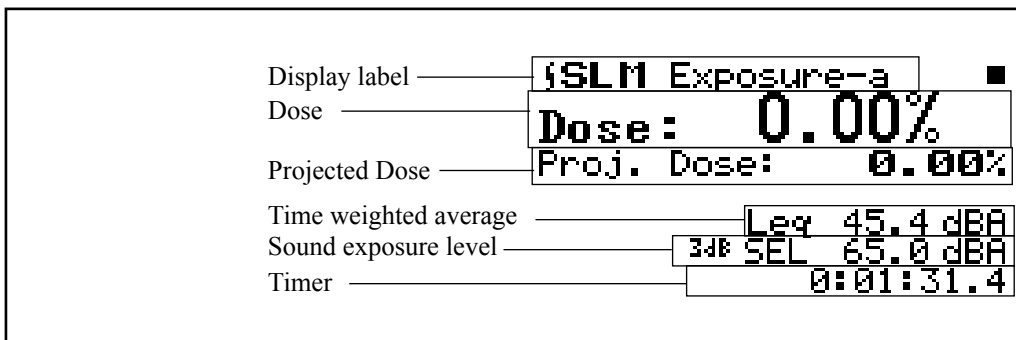 Display label
∫SLM Exposure-a ■
Dose
Dose: 0.00%
Projected Dose
Proj. Dose: 0.00%
Time weighted average
Leq 45.4 dBA
Sound exposure level
3dB SEL 65.0 dBA
Timer
0:01:31.4